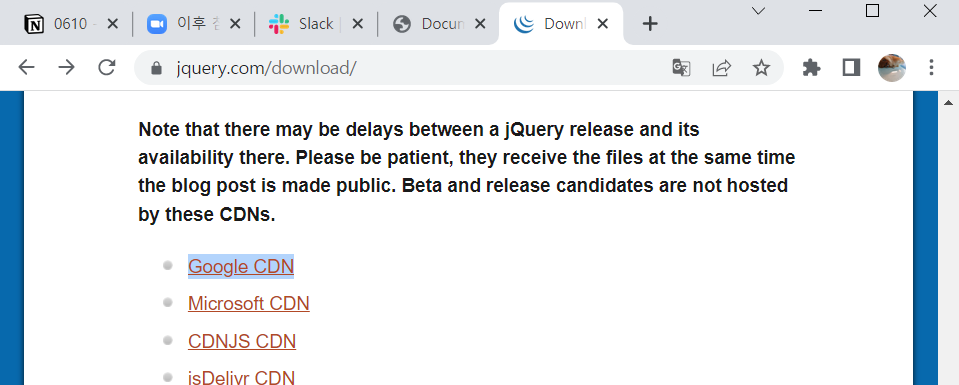 0610
이후
Slack
Docun
Downl
jquery.com/download/
Note that there may be delays between a jQuery release and its
availability there. Please be patient, they receive the files at the same time
the blog post is made public. Beta and release candidates are not hosted
by these CDNs.
Google CDN
Microsoft CDN
CDNJS CDN
jsDelivr CDN